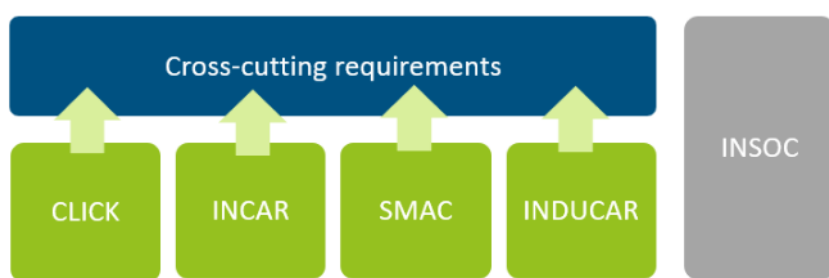 Cross-cutting requirements
INSOC
CLICK
INCAR
SMAC
INDUCAR